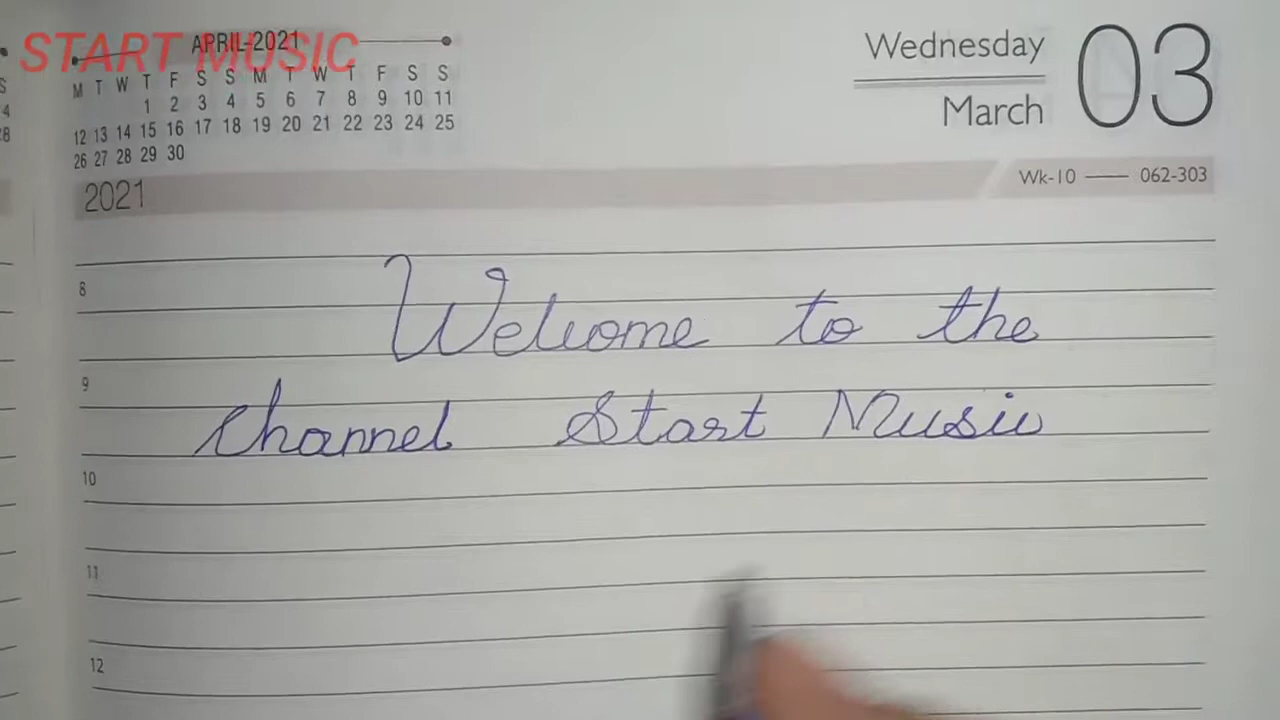 START MUSIC
APRIL-2021
M T W T F S S M T W T F S S
1 2 3 4 5 6 7 8 9 10 11
12 13 14 15 16 17 18 19 20 21 22 23 24 25
26 27 28 29 30
Wednesday
March
03
2021
Wk-10 — 062-303
8
Welcome to the
9
channel Start Music
10
11
12
S
4
28